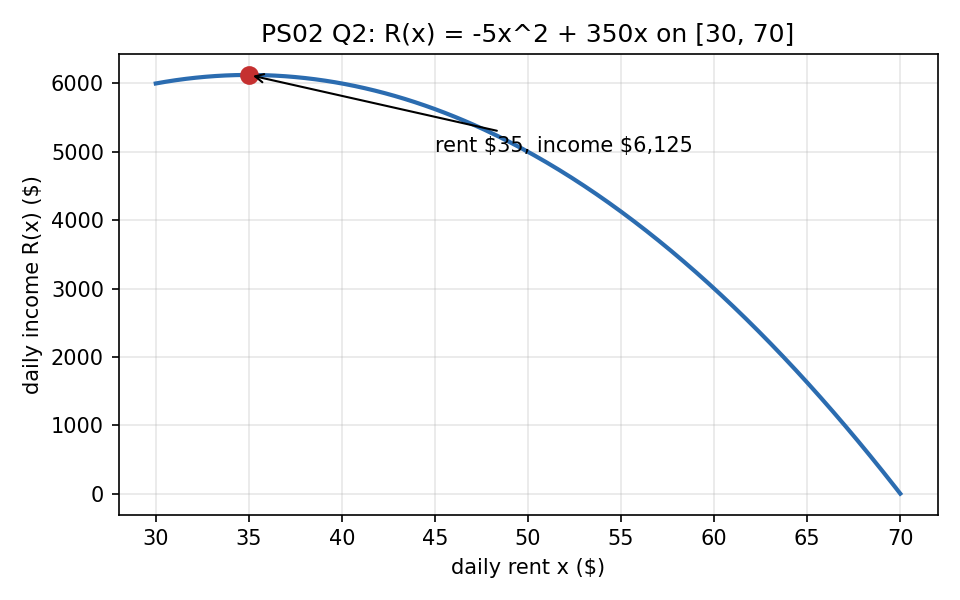 PS02 Q2: R(x) = -5x^2 + 350x on [30, 70]
daily income R(x) ($)
6000
5000
4000
3000
2000
1000
0
rent $35, income $6,125
30 35 40 45 50 55 60 65 70
daily rent x ($)